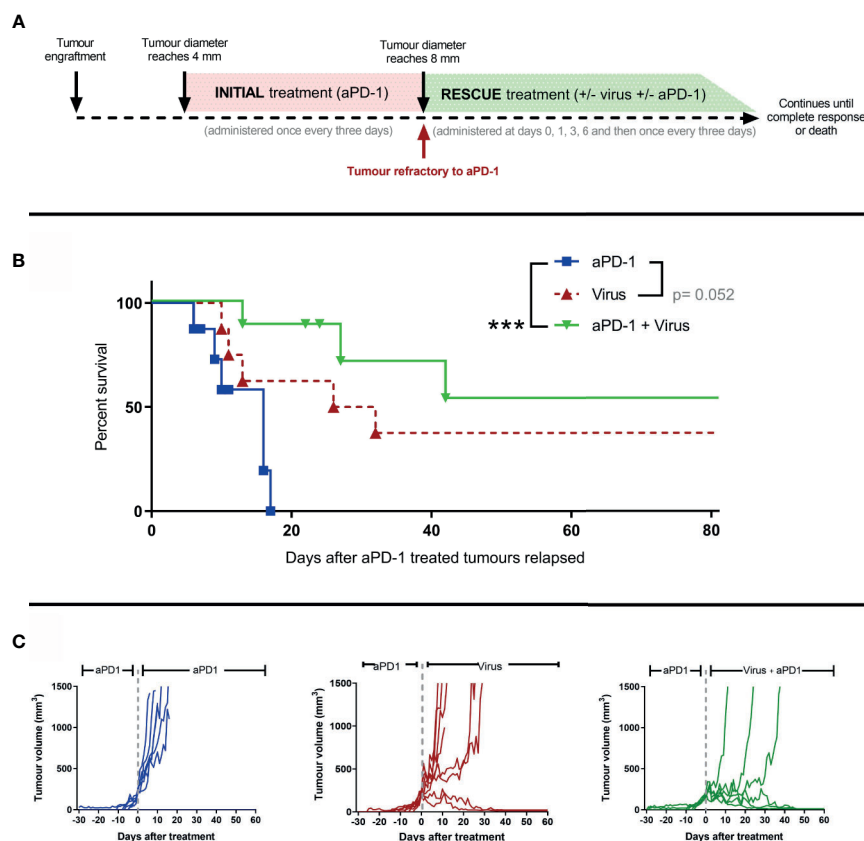 A
Tumour
engraftment
Tumour diameter
reaches 4 mm
Tumour diameter
reaches 8 mm
INITIAL treatment (aPD-1)
RESCUE treatment (+/- virus +/- aPD-1)
(administered once every three days)
(administered at days 0, 1, 3, 6 and then once every three days)
Continues until
complete response
or death
Tumour refractory to aPD-1
B
aPD-1
Virus
aPD-1 + Virus
p= 0.052
***
Percent survival
100
50
0
0 20 40 60 80
Days after aPD-1 treated tumours relapsed
C
aPD1 aPD1
Tumour volume (mm³)
1500
1000
500
0
-30 -20 -10 0 10 20 30 40 50 60
Days after treatment
aPD1 Virus
Tumour volume (mm³)
1500
1000
500
0
-30 -20 -10 0 10 20 30 40 50 60
Days after treatment
aPD1 Virus + aPD1
Tumour volume (mm³)
1500
1000
500
0
-30 -20 -10 0 10 20 30 40 50 60
Days after treatment